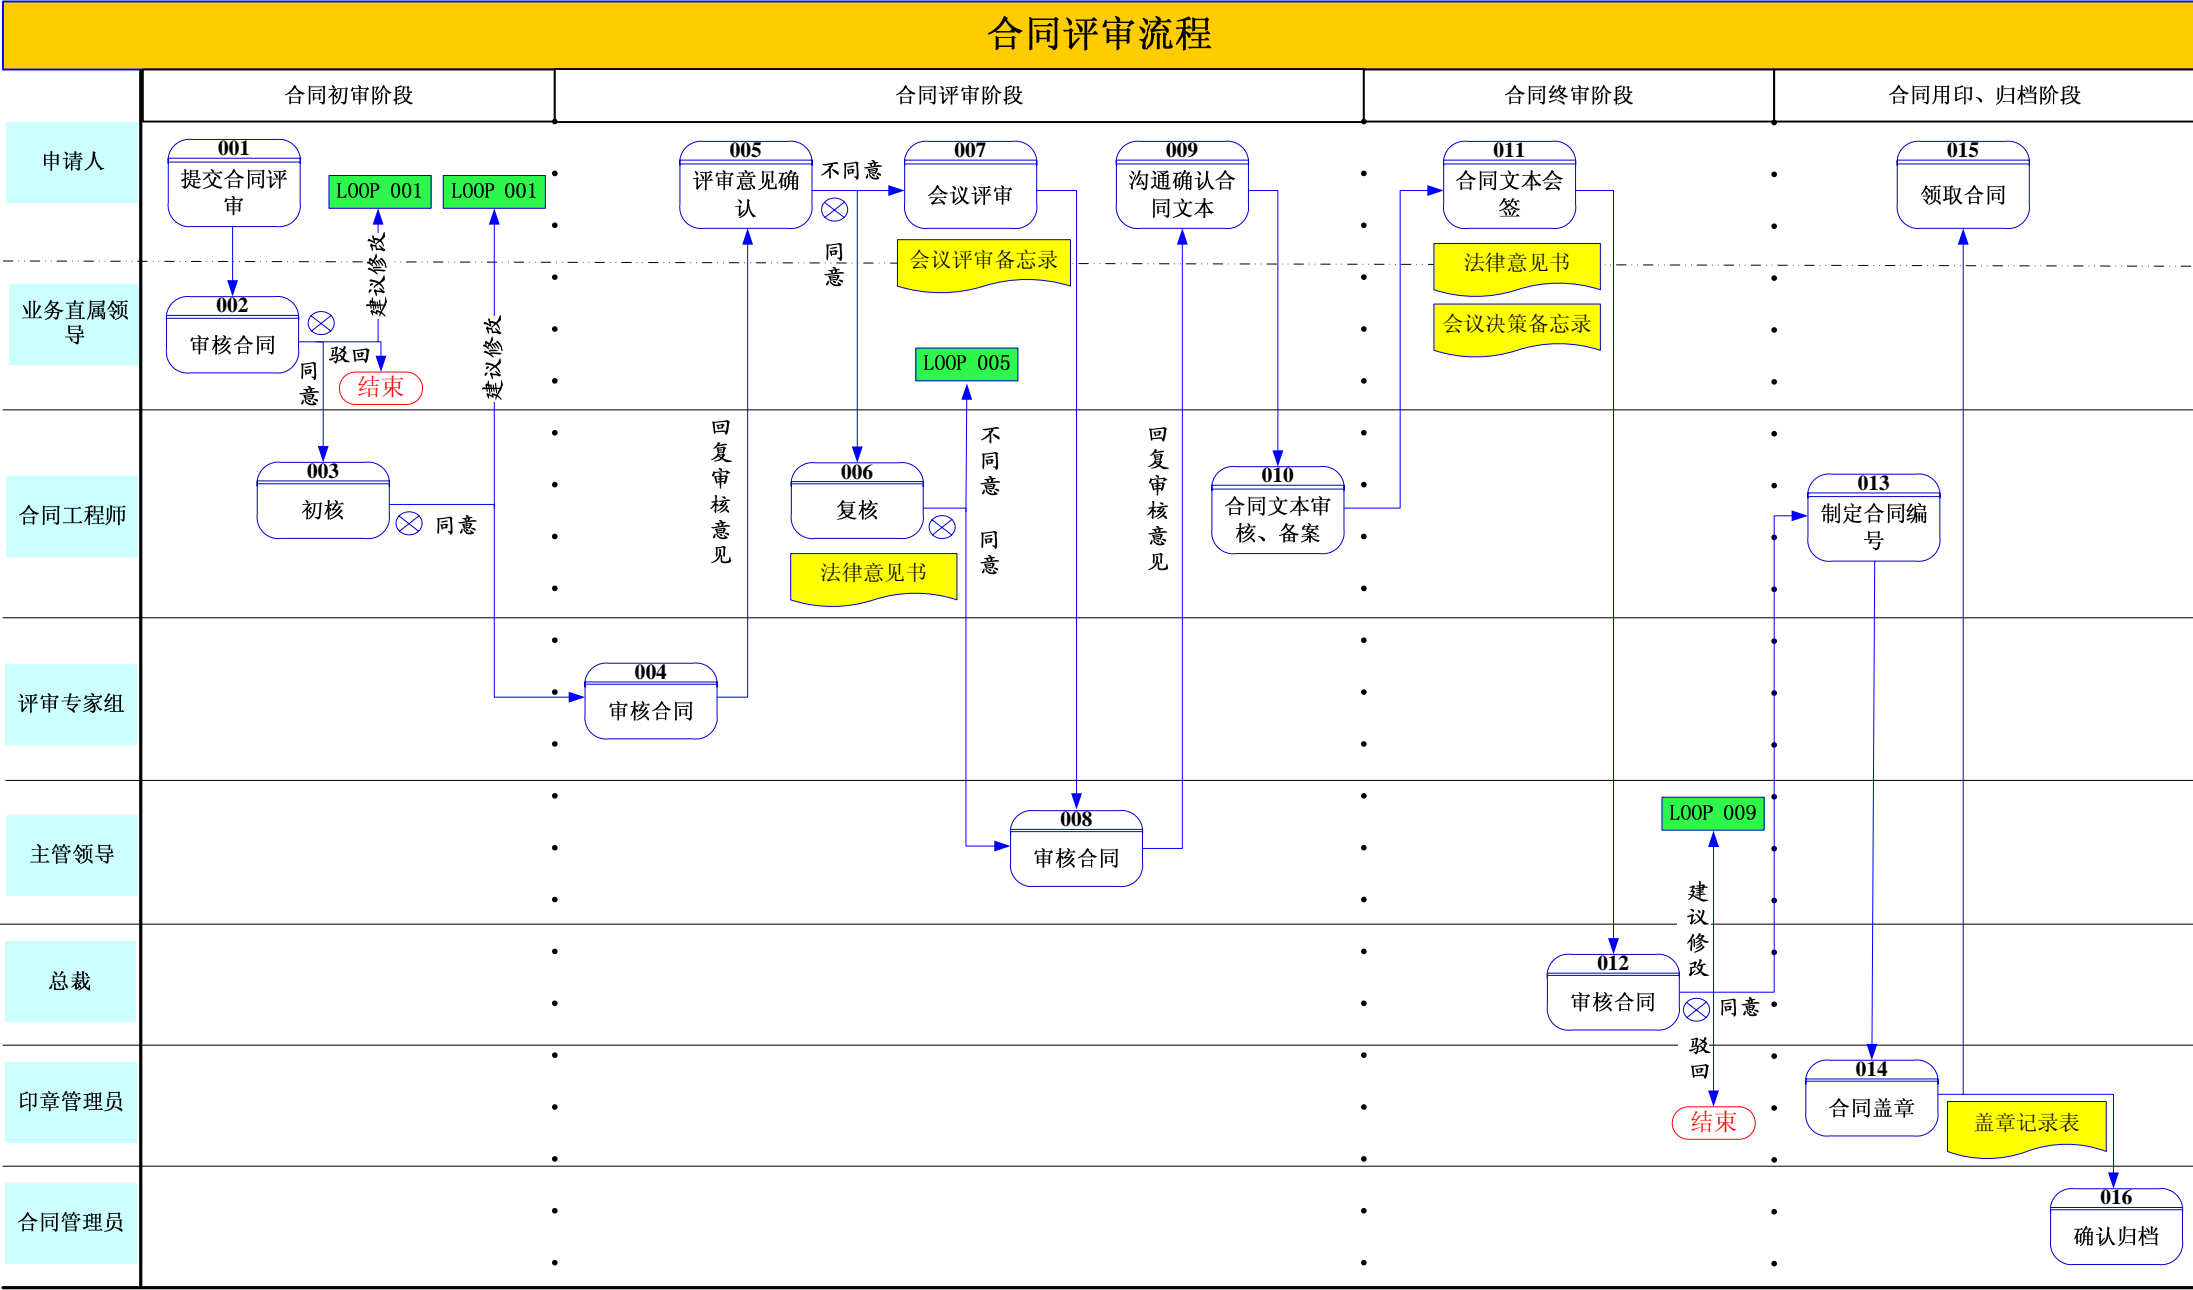 合同评审流程
合同初审阶段
合同评审阶段
合同终审阶段
合同用印、归档阶段
申请人
001
提交合同评
审
LOOP 001
LOOP 001
建议修改
建议修改
005
评审意见确
认
不同意
同意
007
会议评审
会议评审备忘录
009
沟通确认合
同文本
011
合同文本会
签
法律意见书
会议决策备忘录
015
领取合同
业务直属领
导
002
审核合同
驳回
同意
结束
LOOP 005
合同工程师
003
初核
同意
回复审核意见
006
复核
不同意
同意
法律意见书
回复审核意见
010
合同文本审
核、备案
013
制定合同编
号
评审专家组
004
审核合同
主管领导
008
审核合同
LOOP 009
建议修改
总裁
012
审核合同
同意
驳回
印章管理员
结束
014
合同盖章
盖章记录表
合同管理员
016
确认归档